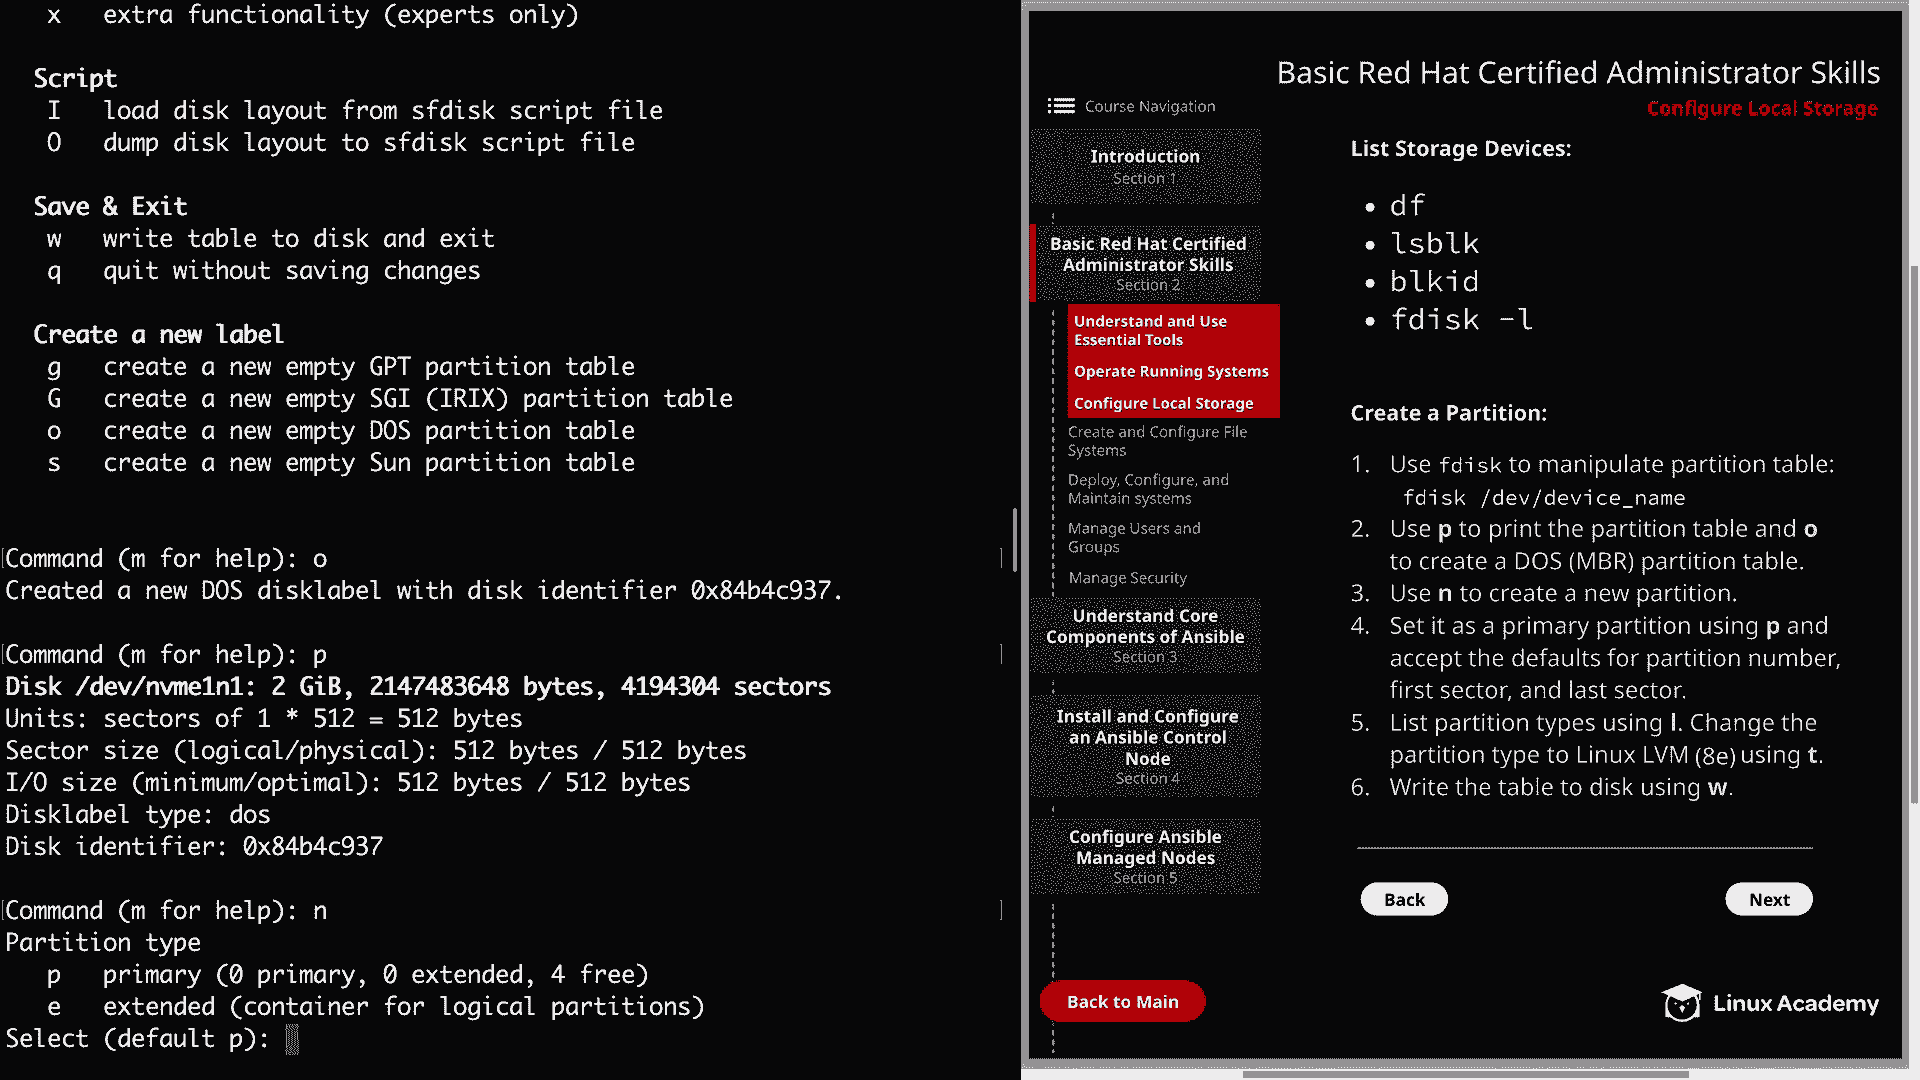 x extra functionality (experts only)
Script
I load disk layout from sfdisk script file
O dump disk layout to sfdisk script file
Save & Exit
w write table to disk and exit
q quit without saving changes
Create a new label
g create a new empty GPT partition table
G create a new empty SGI (IRIX) partition table
o create a new empty DOS partition table
s create a new empty Sun partition table
[Command (m for help): o ]
Created a new DOS disklabel with disk identifier 0x84b4c937.
[Command (m for help): p ]
Disk /dev/nvme1n1: 2 GiB, 2147483648 bytes, 4194304 sectors
Units: sectors of 1 * 512 = 512 bytes
Sector size (logical/physical): 512 bytes / 512 bytes
I/O size (minimum/optimal): 512 bytes / 512 bytes
Disklabel type: dos
Disk identifier: 0x84b4c937
[Command (m for help): n ]
Partition type
p primary (0 primary, 0 extended, 4 free)
e extended (container for logical partitions)
Select (default p):
Basic Red Hat Certified Administrator Skills
Configure Local Storage
Course Navigation
Introduction
Section 1
Basic Red Hat Certified
Administrator Skills
Section 2
Understand and Use
Essential Tools
Operate Running Systems
Configure Local Storage
Create and Configure File
Systems
Deploy, Configure, and
Maintain systems
Manage Users and
Groups
Manage Security
Understand Core
Components of Ansible
Section 3
Install and Configure
an Ansible Control
Node
Section 4
Configure Ansible
Managed Nodes
Section 5
Back to Main
List Storage Devices:
• df
• lsblk
• blkid
• fdisk -l
Create a Partition:
1. Use fdisk to manipulate partition table:
fdisk /dev/device_name
2. Use p to print the partition table and o
to create a DOS (MBR) partition table.
3. Use n to create a new partition.
4. Set it as a primary partition using p and
accept the defaults for partition number,
first sector, and last sector.
5. List partition types using l. Change the
partition type to Linux LVM (8e) using t.
6. Write the table to disk using w.
Back
Next
Linux Academy